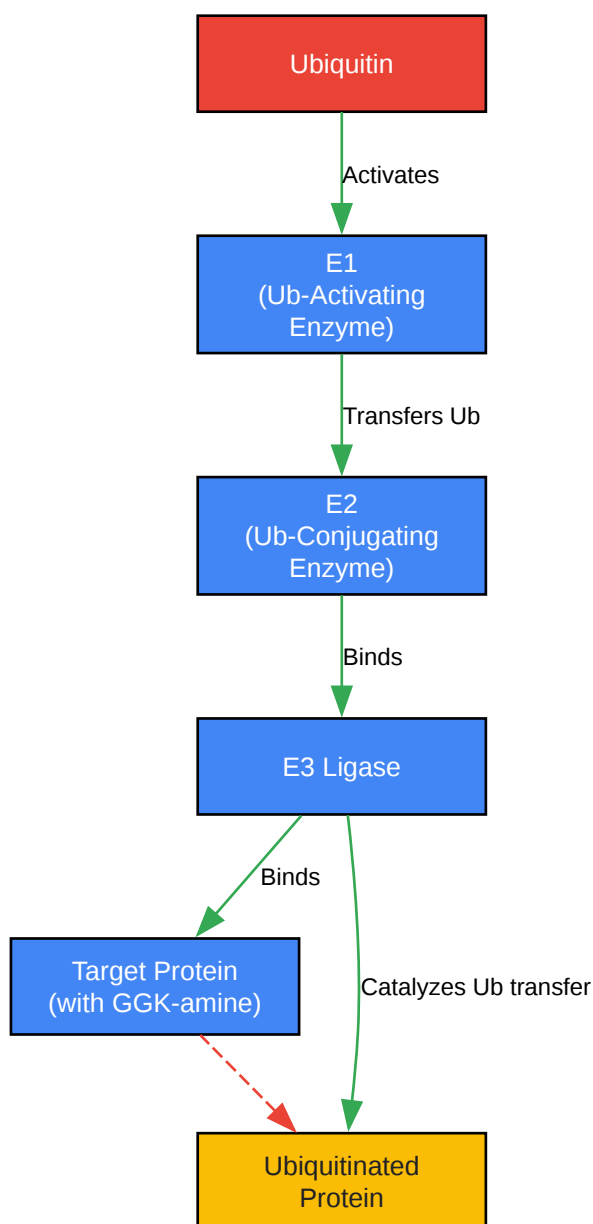 Ubiquitin
Activates
E1
(Ub-Activating
Enzyme)
Transfers Ub
E2
(Ub-Conjugating
Enzyme)
Binds
E3 Ligase
Binds
Target Protein
(with GGK-amine)
Catalyzes Ub transfer
Ubiquitinated
Protein